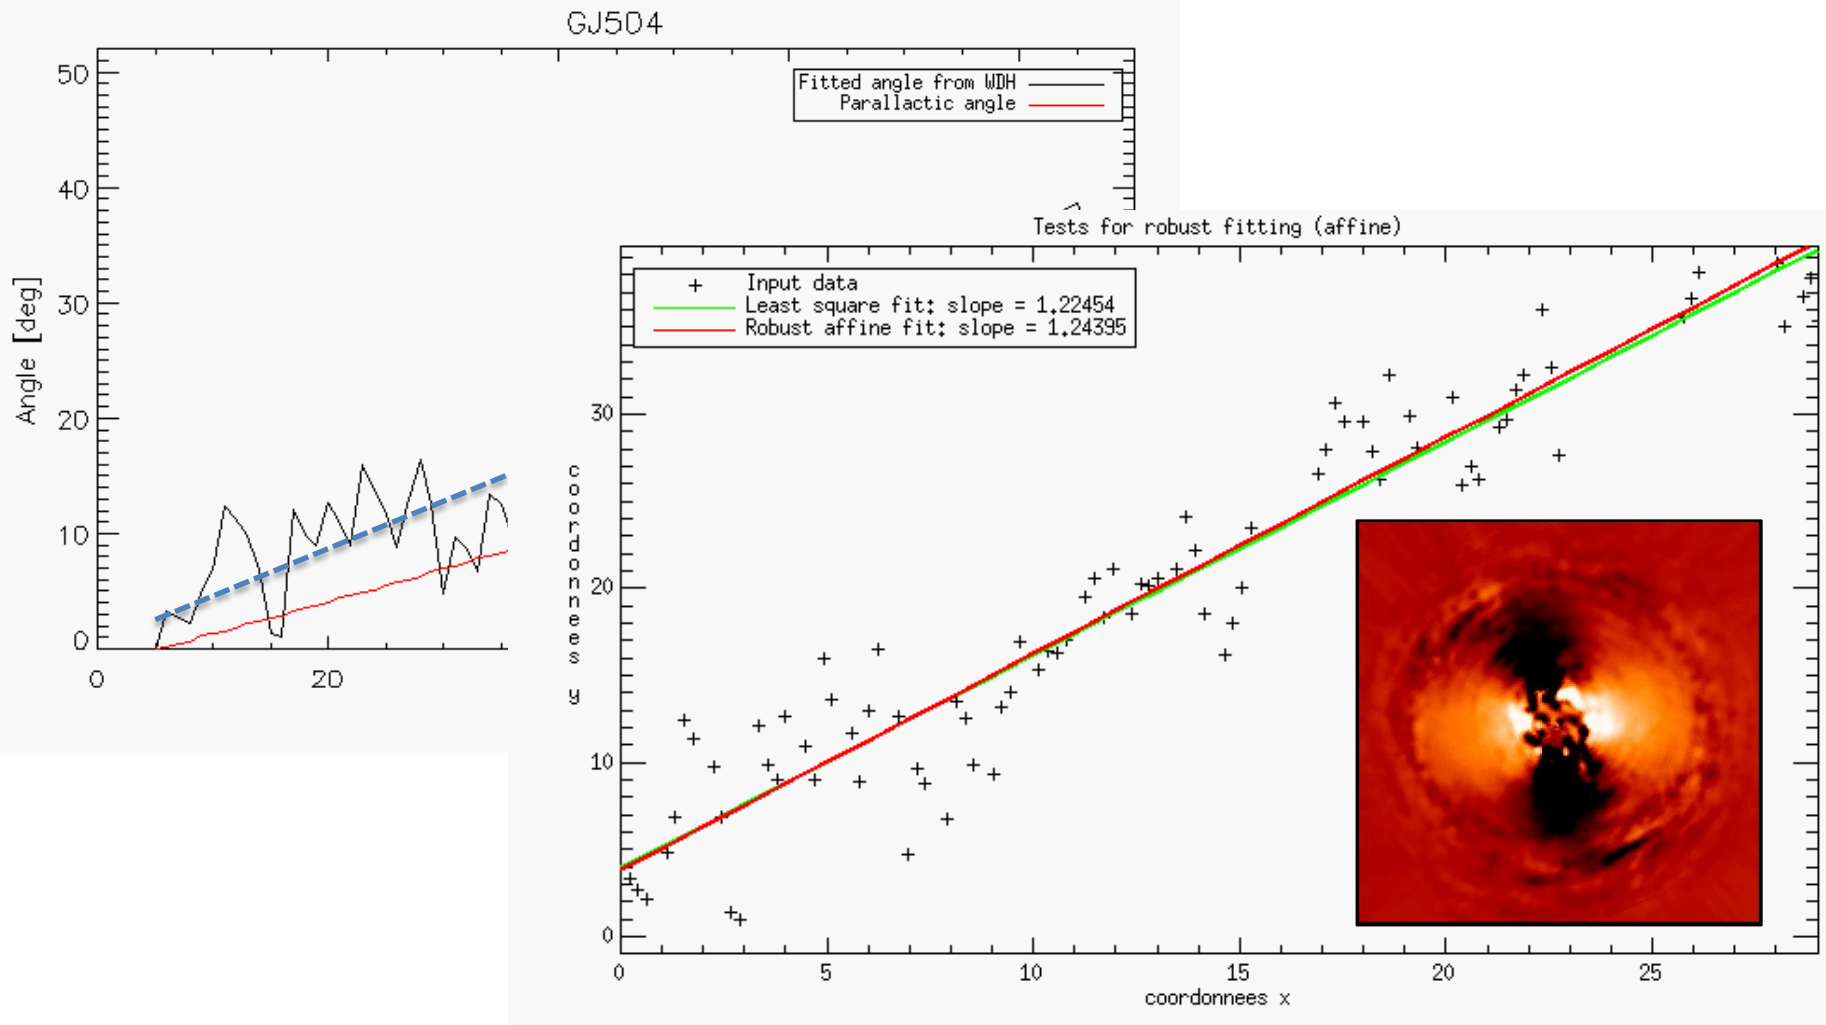 GJ504
Fitted angle from WDH
Parallactic angle
50
40
30
20
10
0
Angle [deg]
0
20
Tests for robust fitting (affine)
Input data
Least square fit: slope = 1.22454
Robust affine fit: slope = 1.24395
30
20
10
0
coordonnees y
0
5
10
15
20
25
coordonnees x